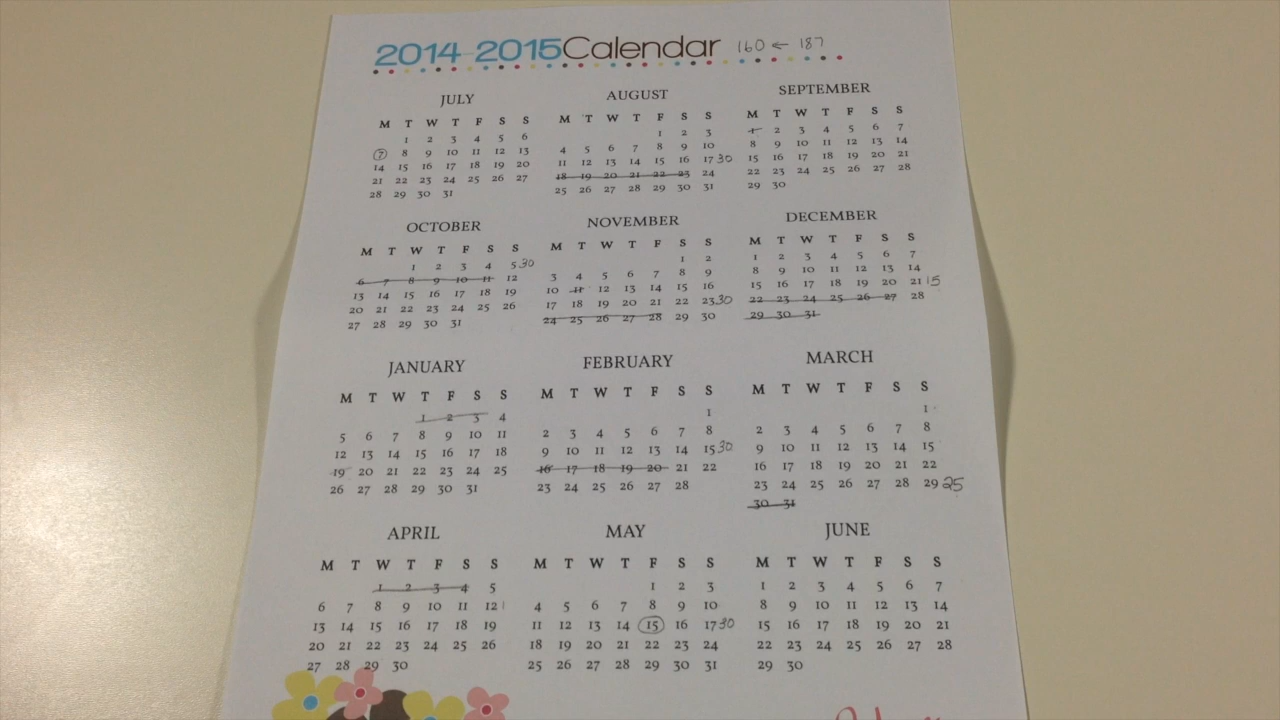 2014-2015Calendar 160 ← 187
JULY
M T W T F S S
1 2 3 4 5 6
7 8 9 10 11 12 13
14 15 16 17 18 19 20
21 22 23 24 25 26 27
28 29 30 31
AUGUST
M T W T F S S
1 2 3
4 5 6 7 8 9 10
11 12 13 14 15 16 17 30
18 19 20 21 22 23 24
25 26 27 28 29 30 31
SEPTEMBER
M T W T F S S
1 2 3 4 5 6 7
8 9 10 11 12 13 14
15 16 17 18 19 20 21
22 23 24 25 26 27 28
29 30
OCTOBER
M T W T F S S
1 2 3 4 5 30
6 7 8 9 10 11 12
13 14 15 16 17 18 19
20 21 22 23 24 25 26
27 28 29 30 31
NOVEMBER
M T W T F S S
1 2
3 4 5 6 7 8 9
10 11 12 13 14 15 16
17 18 19 20 21 22 23 30
24 25 26 27 28 29 30
DECEMBER
M T W T F S S
1 2 3 4 5 6 7
8 9 10 11 12 13 14
15 16 17 18 19 20 21 15
22 23 24 25 26 27 28
29 30 31
JANUARY
M T W T F S S
1 2 3 4
5 6 7 8 9 10 11
12 13 14 15 16 17 18
19 20 21 22 23 24 25
26 27 28 29 30 31
FEBRUARY
M T W T F S S
1
2 3 4 5 6 7 8
9 10 11 12 13 14 15 30
16 17 18 19 20 21 22
23 24 25 26 27 28
MARCH
M T W T F S S
1
2 3 4 5 6 7 8
9 10 11 12 13 14 15
16 17 18 19 20 21 22
23 24 25 26 27 28 29 25
30 31
APRIL
M T W T F S S
1 2 3 4 5
6 7 8 9 10 11 12
13 14 15 16 17 18 19
20 21 22 23 24 25 26
27 28 29 30
MAY
M T W T F S S
1 2 3
4 5 6 7 8 9 10
11 12 13 14 15 16 17 30
18 19 20 21 22 23 24
25 26 27 28 29 30 31
JUNE
M T W T F S S
1 2 3 4 5 6 7
8 9 10 11 12 13 14
15 16 17 18 19 20 21
22 23 24 25 26 27 28
29 30